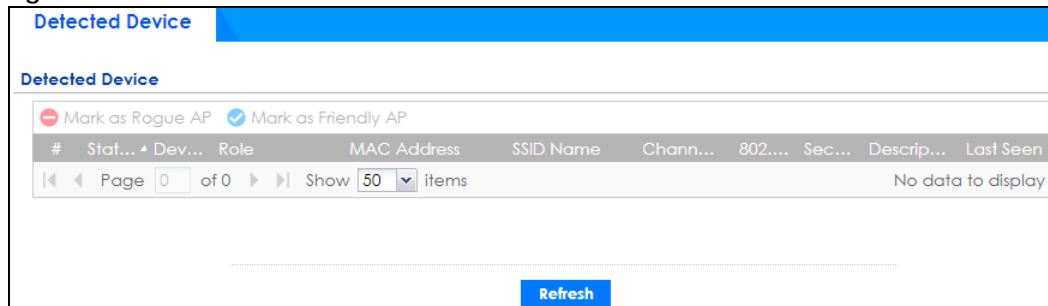 Detected Device
Detected Device
Mark as Rogue AP Mark as Friendly AP
# Stat... Dev... Role MAC Address SSID Name Chann... 802.... Sec... Descrip... Last Seen
Page 0 of 0 Show 50 items No data to display
Refresh